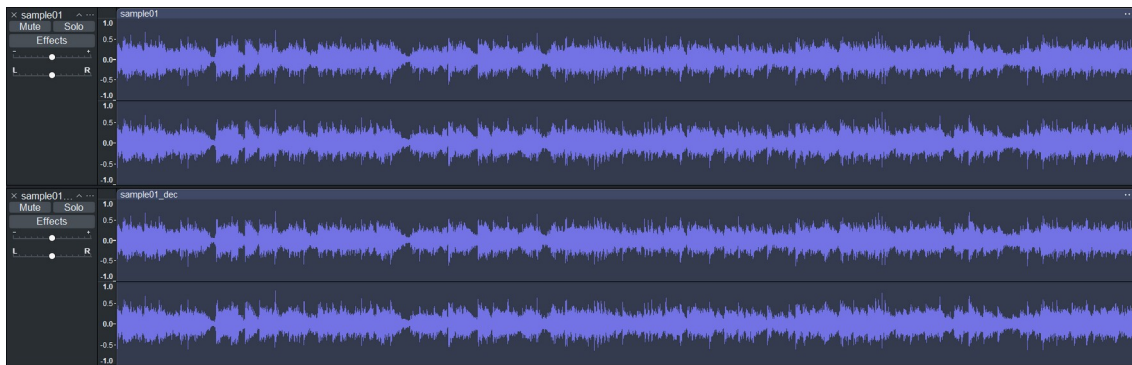 × sample01 ^ ...
sample01
Mute Solo
Effects
- +
L R
1.0
0.5-
0.0-
-0.5-
-1.0
1.0
0.5-
0.0-
-0.5-
-1.0
× sample01... ^ ...
sample01_dec
Mute Solo
Effects
- +
L R
1.0
0.5-
0.0-
-0.5-
-1.0
1.0
0.5-
0.0-
-0.5-
-1.0